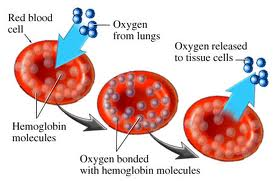 Red blood
cell
Oxygen
from lungs
Oxygen released
to tissue cells
Hemoglobin
molecules
Oxygen bonded
with hemoglobin molecules